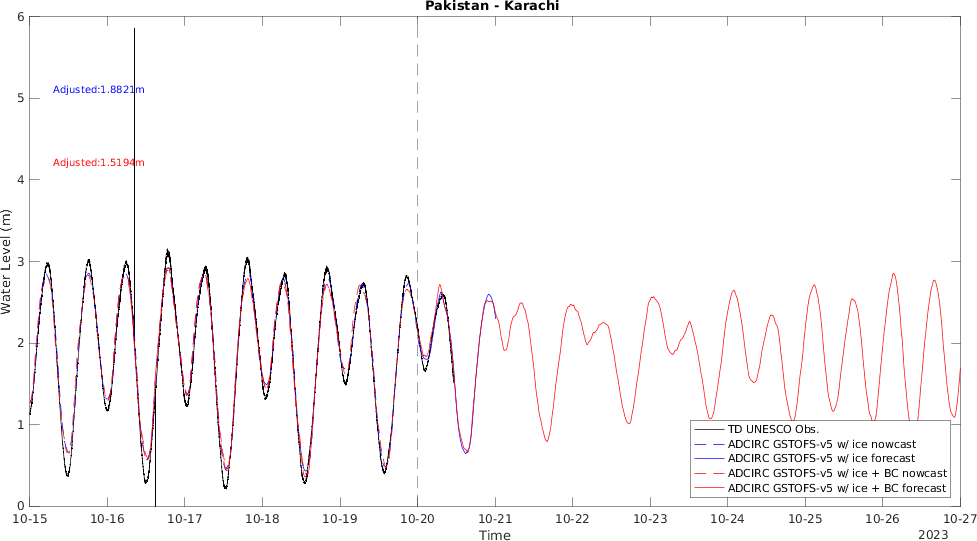 Pakistan - Karachi
6
5
4
3
2
1
0
Water Level (m)
Adjusted:1.8821m
Adjusted:1.5194m
TD UNESCO Obs.
ADCIRC GSTOFS-v5 w/ ice nowcast
ADCIRC GSTOFS-v5 w/ ice forecast
ADCIRC GSTOFS-v5 w/ ice + BC nowcast
ADCIRC GSTOFS-v5 w/ ice + BC forecast
10-15 10-16 10-17 10-18 10-19 10-20 10-21 10-22 10-23 10-24 10-25 10-26 10-27
Time
2023